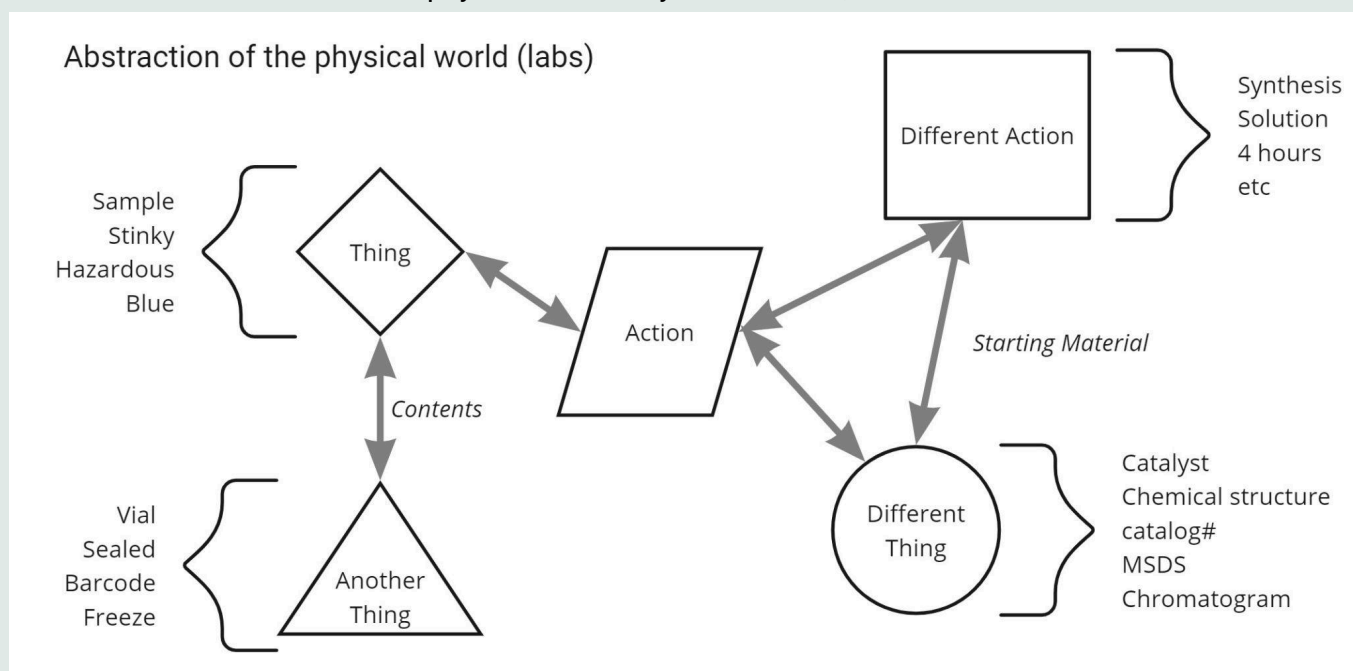 Abstraction of the physical world (labs)
Sample
Stinky
Hazardous
Blue
Thing
Contents
Vial
Sealed
Barcode
Freeze
Another
Thing
Action
Different Action
Synthesis
Solution
4 hours
etc
Starting Material
Different
Thing
Catalyst
Chemical structure
catalog#
MSDS
Chromatogram